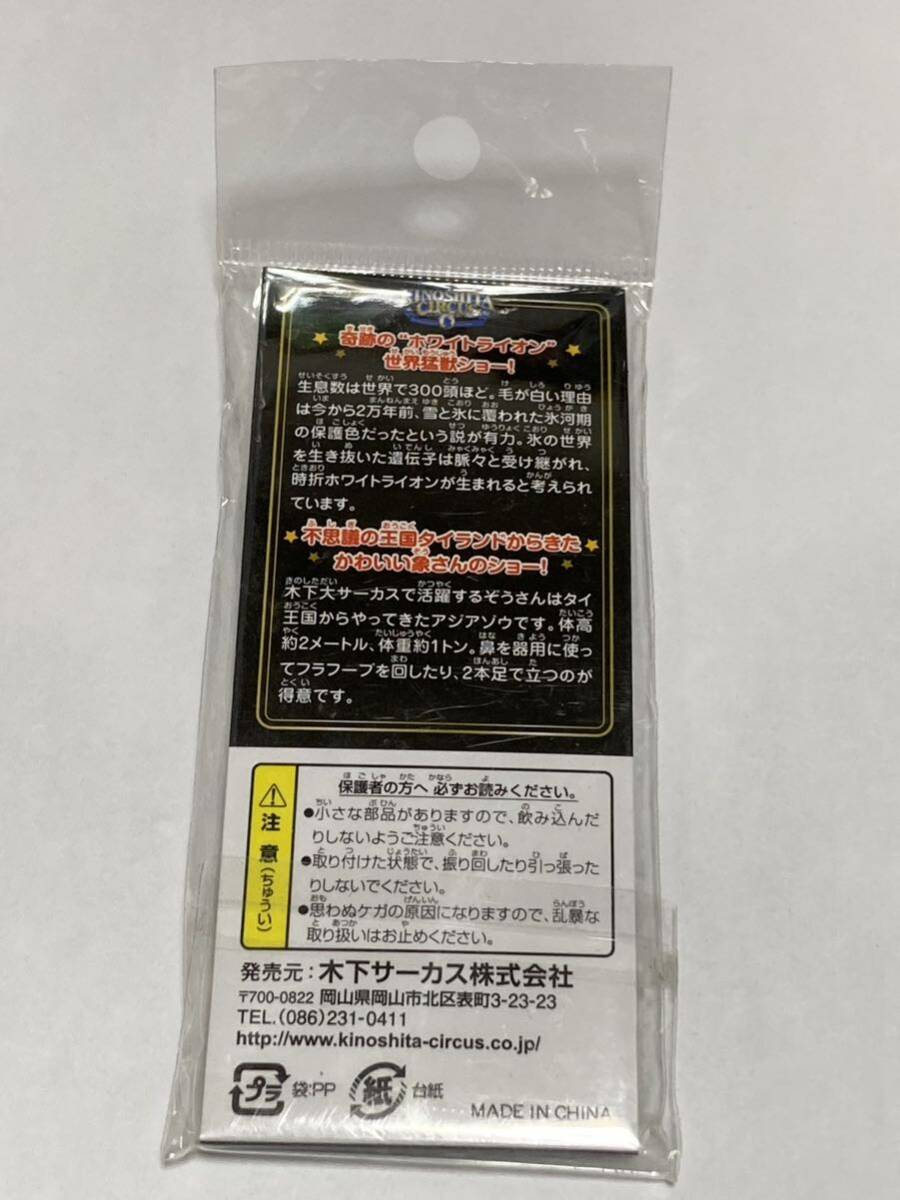 KINOSHITA
CIRCUS
奇跡の"ホワイトライオン"
世界猛獣ショー!
生息数は世界で300頭ほど。毛が白い理由
は今から2万年前、雪と氷に覆われた氷河期
の保護色だったという説が有力。氷の世界
を生き抜いた遺伝子は脈々と受け継がれ、
時折ホワイトライオンが生まれると考えられ
ています。
不思議の王国タイランドからきた
かわいい象さんのショー!
木下大サーカスで活躍するぞうさんはタイ
王国からやってきたアジアゾウです。体高
約2メートル、体重約1トン。鼻を器用に使っ
てフラフープを回したり、2本足で立つのが
得意です。
注意(ちゅうい)
保護者の方へ 必ずお読みください。
●小さな部品がありますので、飲み込んだ
りしないようご注意ください。
●取り付けた状態で、振り回したり引っ張った
りしないでください。
●思わぬケガの原因になりますので、乱暴な
取り扱いはお止めください。
発売元:木下サーカス株式会社
〒700-0822 岡山県岡山市北区表町3-23-23
TEL.(086)231-0411
http://www.kinoshita-circus.co.jp/
プラ 袋:PP 紙 台紙
MADE IN CHINA